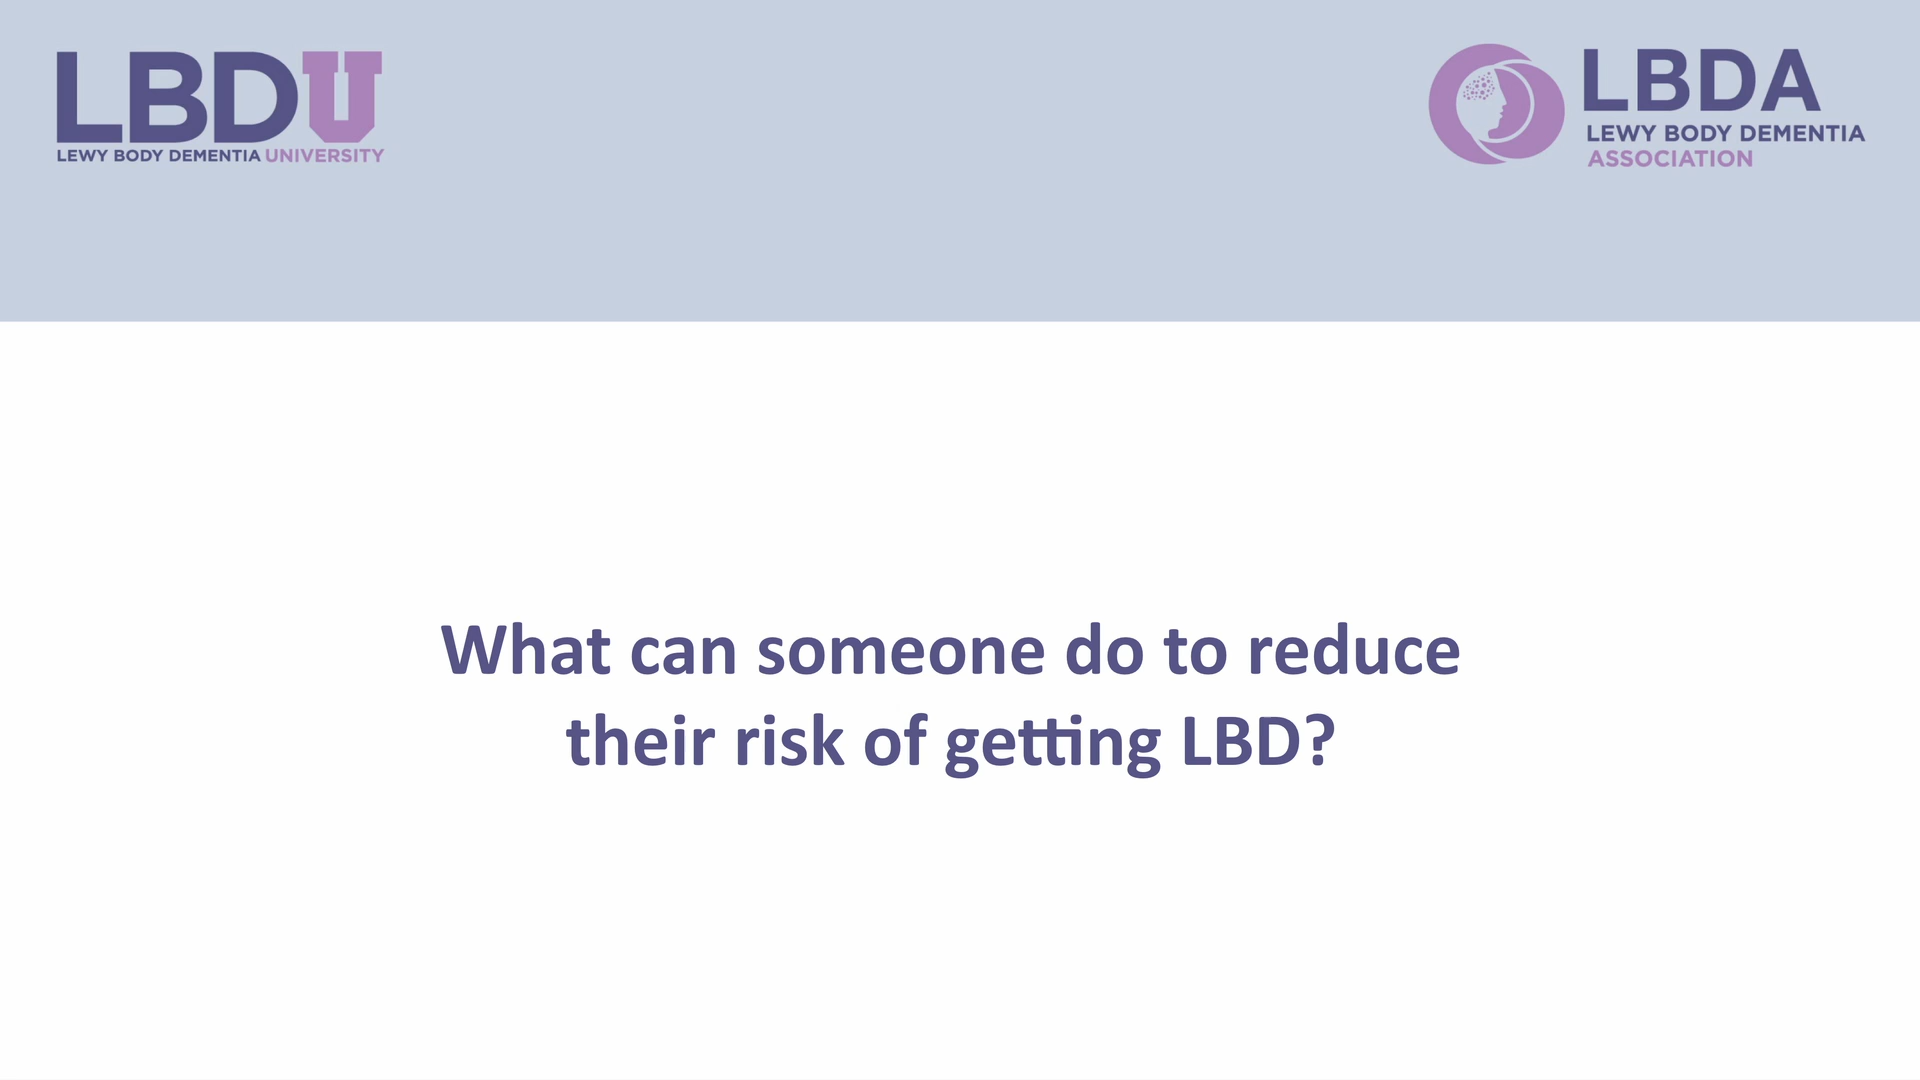 LBDU
LEWY BODY DEMENTIA UNIVERSITY
LBDA
LEWY BODY DEMENTIA
ASSOCIATION
What can someone do to reduce
their risk of getting LBD?